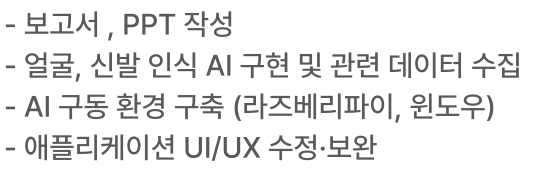 - 보고서 , PPT 작성
- 얼굴, 신발 인식 AI 구현 및 관련 데이터 수집
- AI 구동 환경 구축 (라즈베리파이, 윈도우)
- 애플리케이션 UI/UX 수정·보완